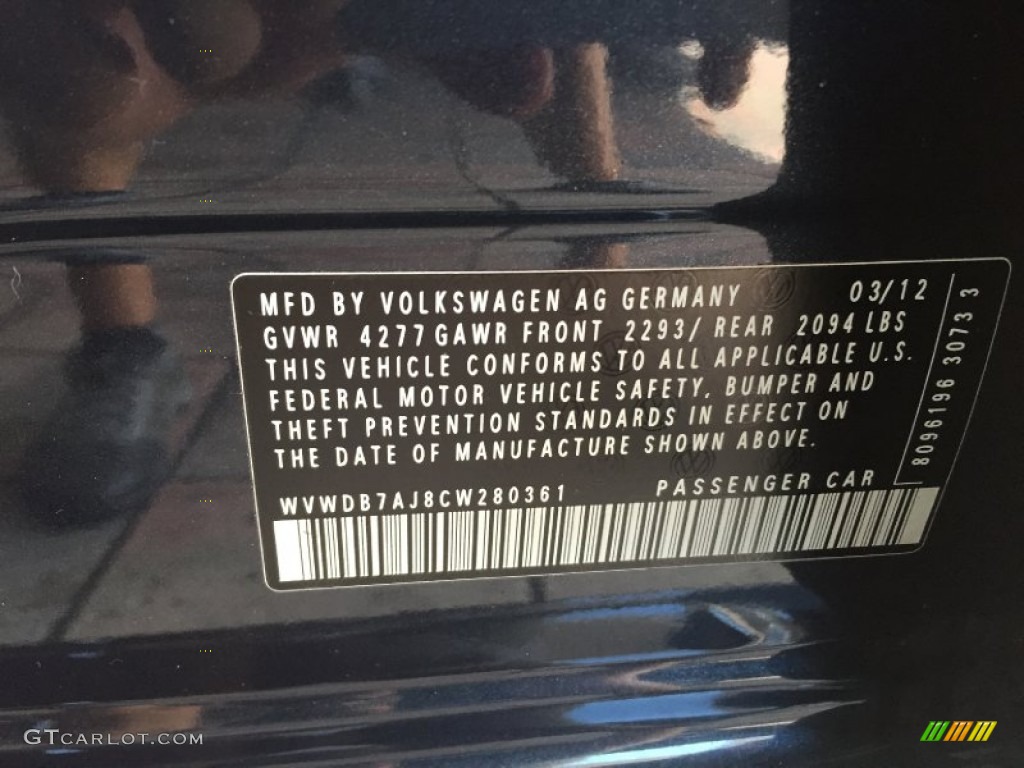 MFD BY VOLKSWAGEN AG GERMANY 03/12
GVWR 4277 GAWR FRONT 2293/ REAR 2094 LBS
THIS VEHICLE CONFORMS TO ALL APPLICABLE U.S.
FEDERAL MOTOR VEHICLE SAFETY, BUMPER AND
THEFT PREVENTION STANDARDS IN EFFECT ON
THE DATE OF MANUFACTURE SHOWN ABOVE.
WVWDB7AJ8CW280361 PASSENGER CAR
8096196 3073 3
GTCARLOT.COM